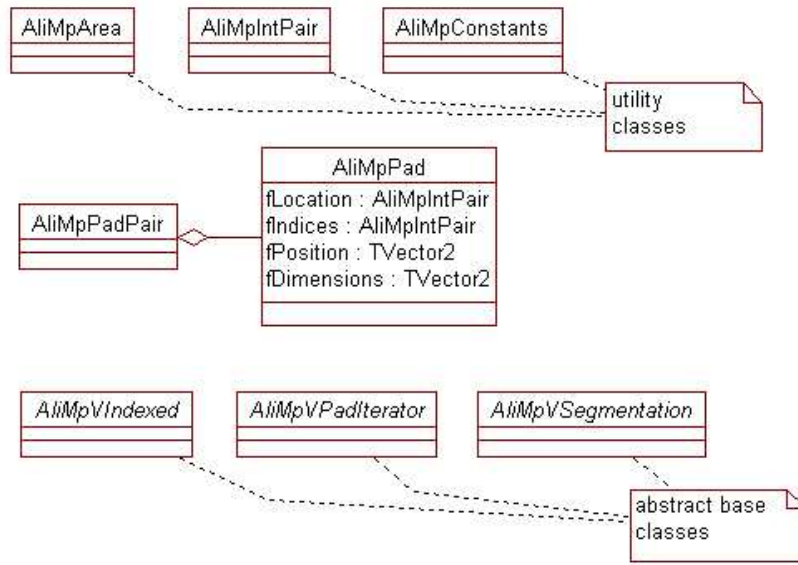 AliMpArea
AliMpIntPair
AliMpConstants
utility
classes
AliMpPad
fLocation : AliMpIntPair
fIndices : AliMpIntPair
fPosition : TVector2
fDimensions : TVector2
AliMpPadPair
AliMpVIndexed
AliMpVPadIterator
AliMpVSegmentation
abstract base
classes